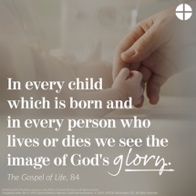 In every child
which is born and
in every person who
lives or dies we see the
image of God's glory.
The Gospel of Life, 84